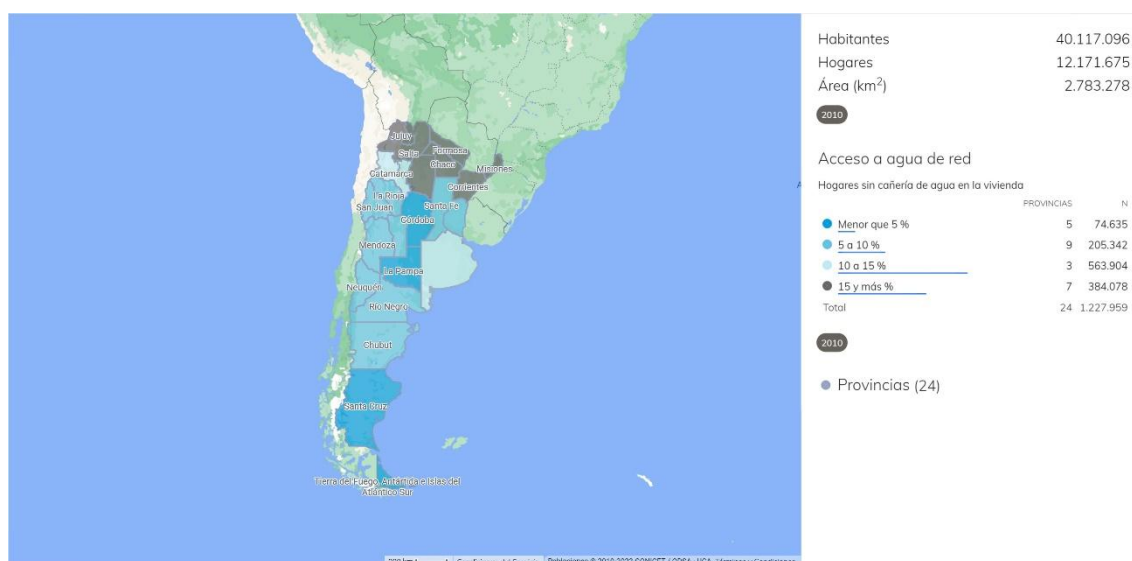 Jujuy
Salta
Formosa
Chaco
Misiones
Catamarca
Corrientes
La Rioja
Santa Fe
San Juan
Córdoba
Mendoza
La Pampa
Neuquén
Río Negro
Chubut
Santa Cruz
Tierra del Fuego, Antártida e Islas del
Atlántico Sur
Habitantes 40.117.096
Hogares 12.171.675
Área (km²) 2.783.278
2010
Acceso a agua de red
Hogares sin cañería de agua en la vivienda
PROVINCIAS N
Menor que 5 % 5 74.635
5 a 10 % 9 205.342
10 a 15 % 3 563.904
15 y más % 7 384.078
Total 24 1.227.959
2010
Provincias (24)